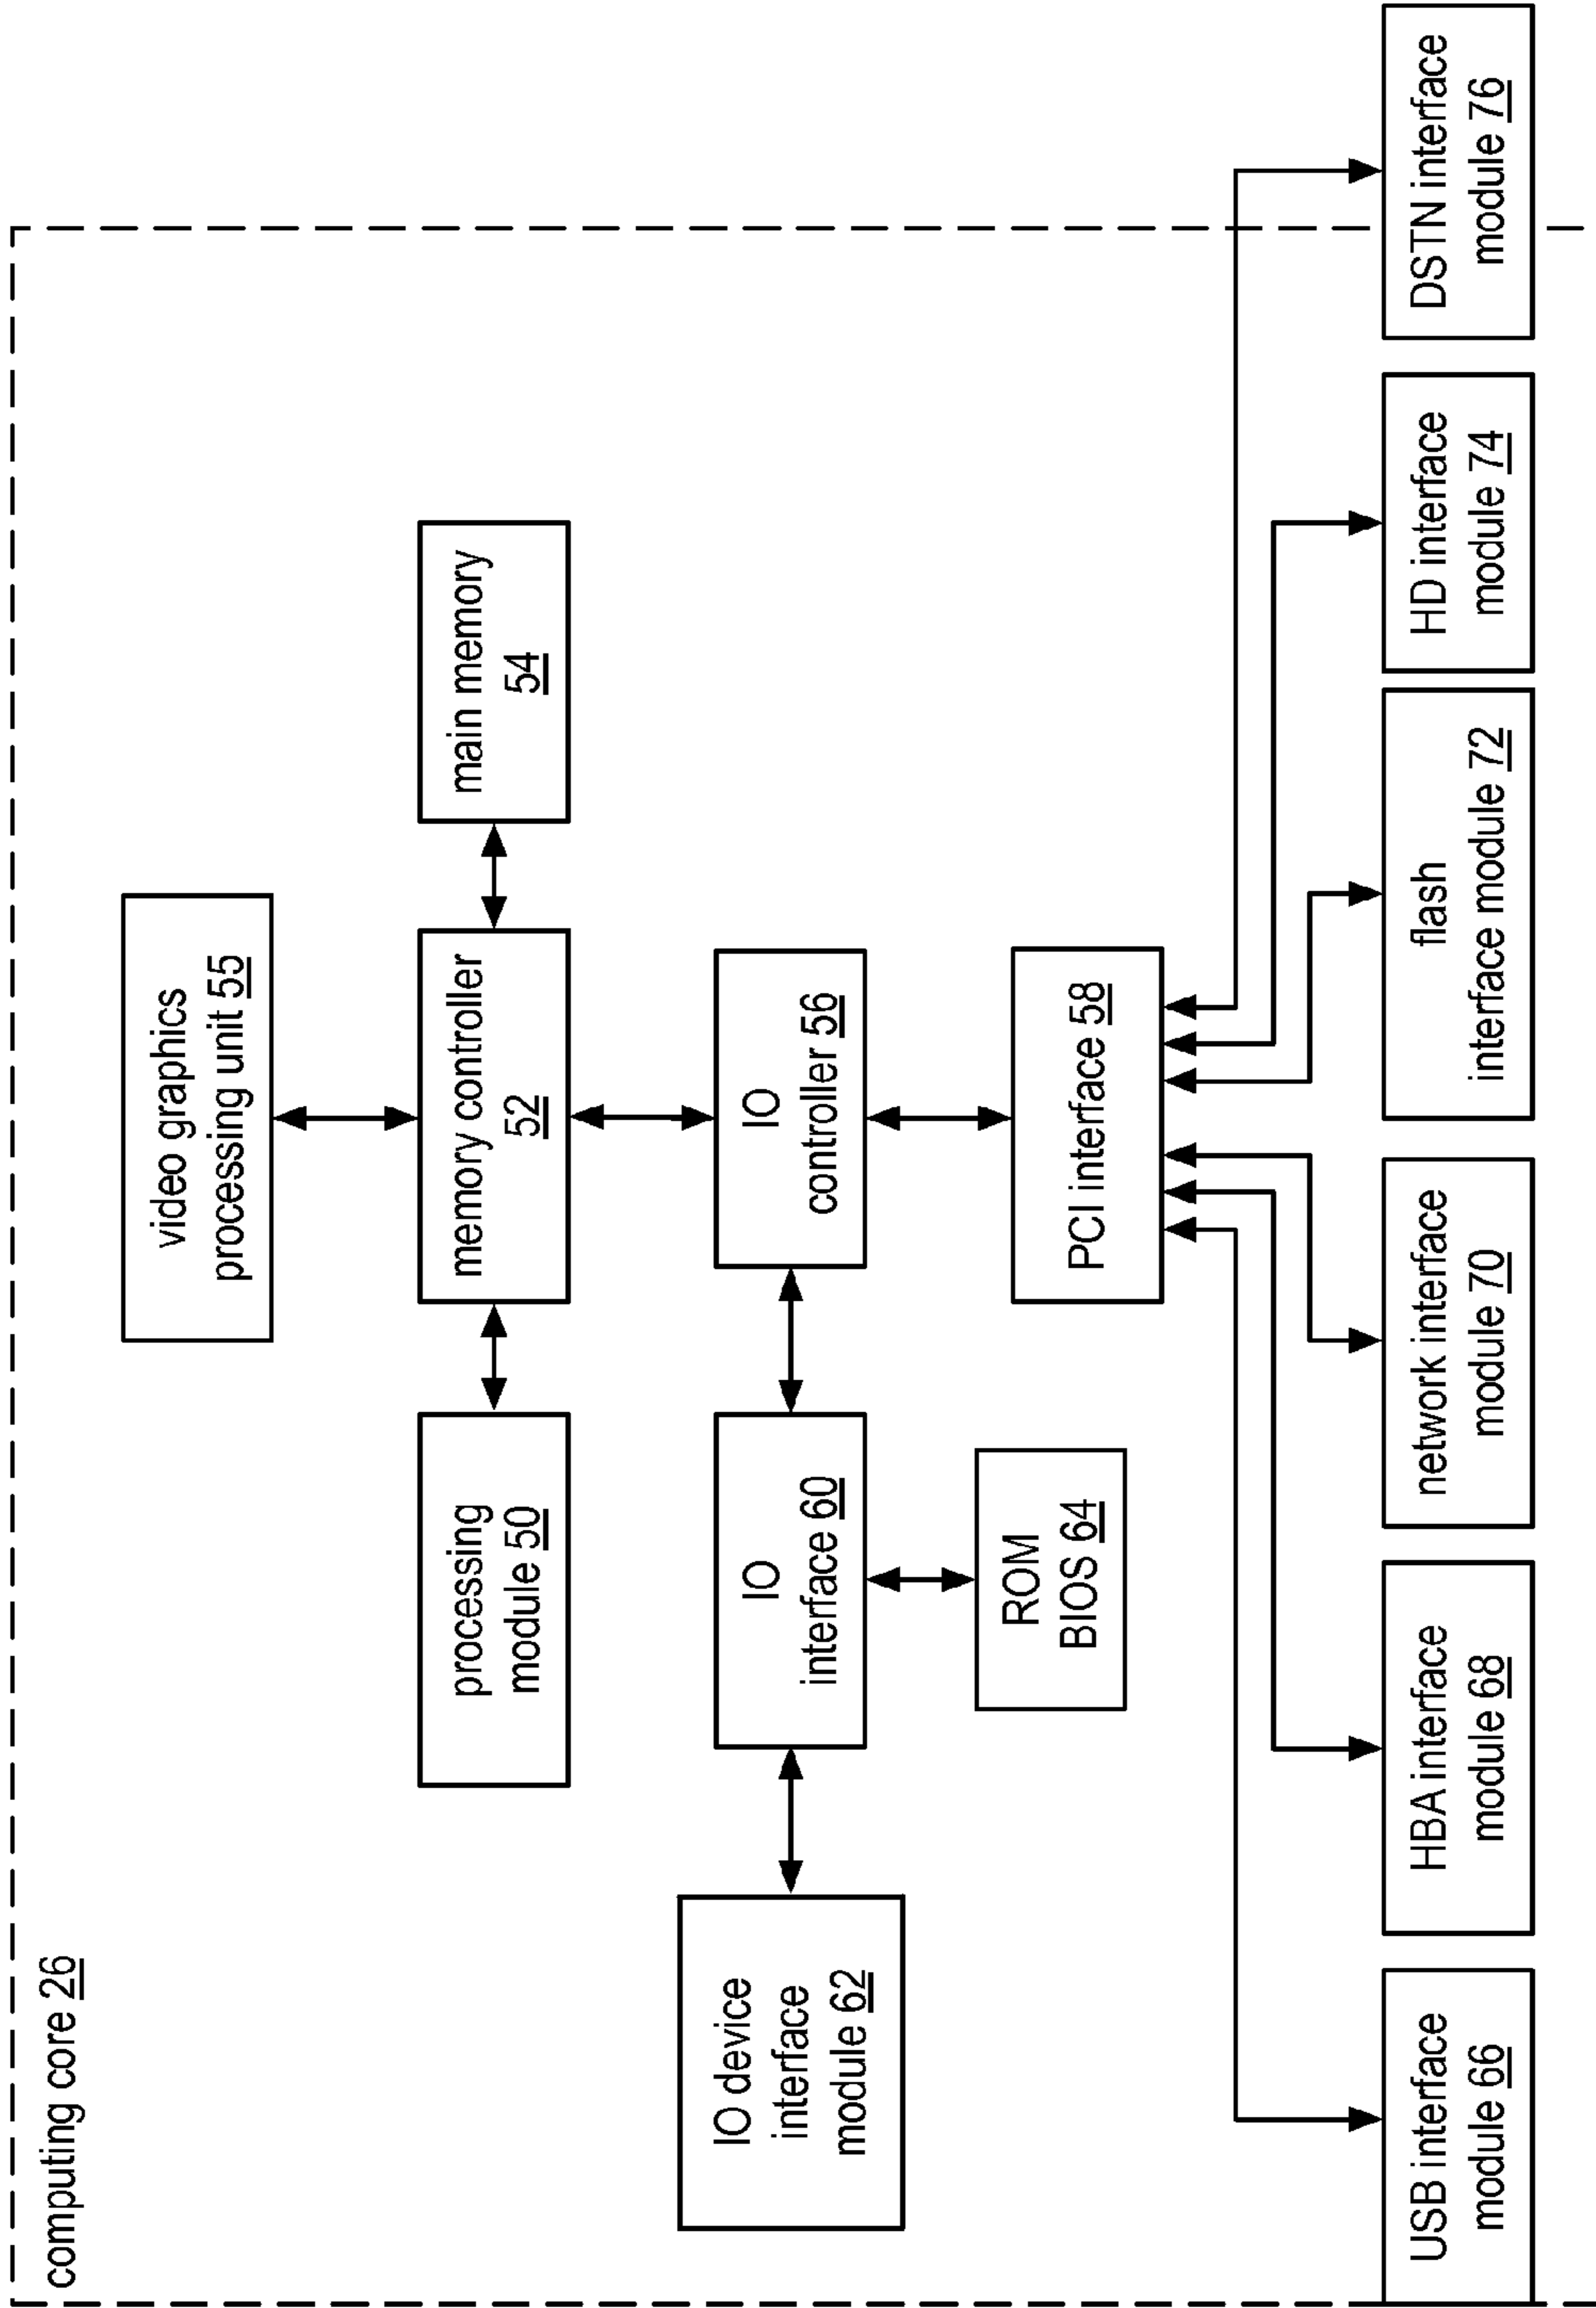 computing core 26
video graphics
processing unit 55
processing
module 50
memory controller
52
main memory
54
IO device
interface
module 62
IO
interface 60
IO
controller 56
ROM
BIOS 64
PCI interface 58
USB interface
module 66
HBA interface
module 68
network interface
module 70
flash
interface module 72
HD interface
module 74
DSTN interface
module 76